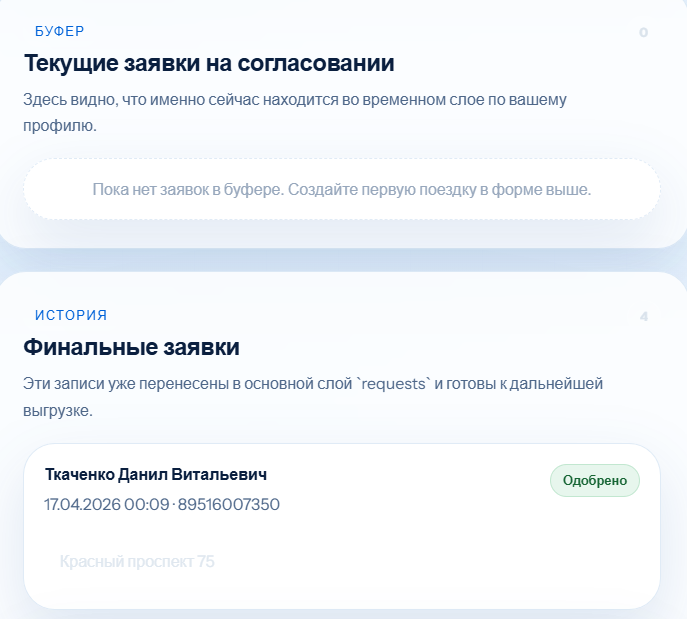 БУФЕР
0
Текущие заявки на согласовании
Здесь видно, что именно сейчас находится во временном слое по вашему
профилю.
Пока нет заявок в буфере. Создайте первую поездку в форме выше.
ИСТОРИЯ
4
Финальные заявки
Эти записи уже перенесены в основной слой `requests` и готовы к дальнейшей
выгрузке.
Ткаченко Данил Витальевич
Одобрено
17.04.2026 00:09 · 89516007350
Красный проспект 75